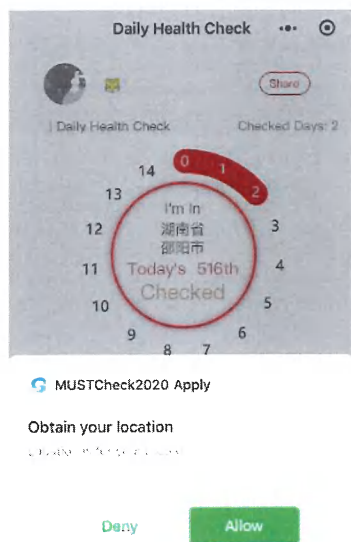 Daily Health Check
Share
Daily Health Check
Checked Days: 2
0
1
2
3
4
5
6
7
8
9
10
11
12
13
14
I'm In
湖南省
邵阳市
Today's 516th
Checked
MUSTCheck2020 Apply
Obtain your location
Deny
Allow